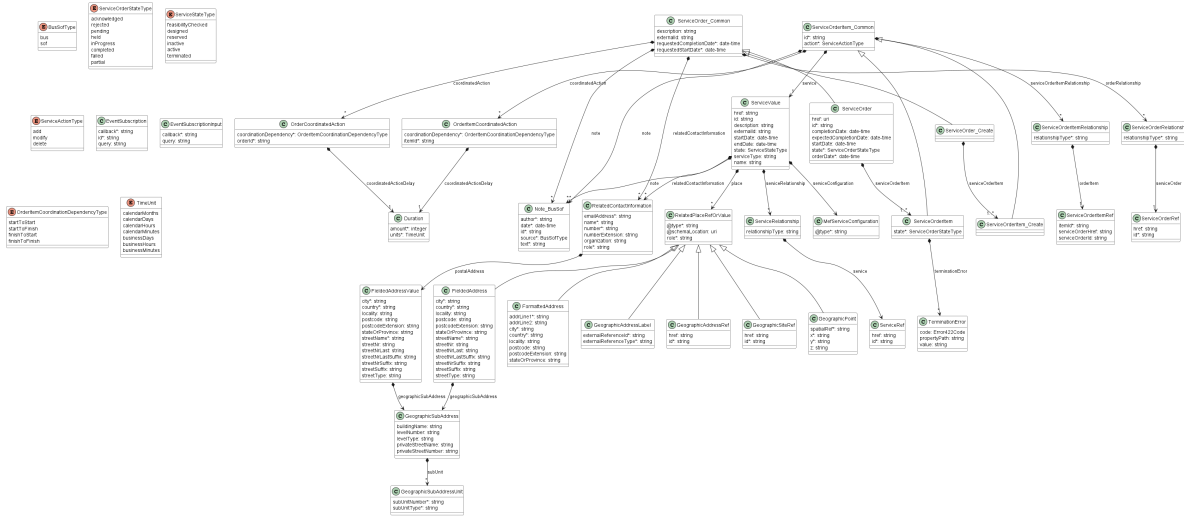 BusSofType
bus
sof
ServiceOrderStateType
acknowledged
rejected
pending
held
inProgress
completed
failed
partial
ServiceStateType
feasibilityChecked
designed
reserved
inactive
active
terminated
ServiceOrder_Common
description: string
externalId: string
requestedCompletionDate*: date-time
requestedStartDate*: date-time
ServiceOrderItem_Common
id*: string
action*: ServiceActionType
coordinatedAction
coordinatedAction
service
serviceOrderItemRelationship
orderRelationship
ServiceActionType
add
modify
delete
EventSubscription
callback*: string
id*: string
query: string
EventSubscriptionInput
callback*: string
query: string
OrderCoordinatedAction
coordinationDependency*: OrderItemCoordinationDependencyType
orderId*: string
OrderItemCoordinatedAction
coordinationDependency*: OrderItemCoordinationDependencyType
itemId*: string
note
note
relatedContactInformation
ServiceValue
href: string
id: string
description: string
externalId: string
startDate: date-time
endDate: date-time
state: ServiceStateType
serviceType: string
name: string
ServiceOrder
href: uri
id*: string
completionDate: date-time
expectedCompletionDate: date-time
startDate: date-time
state*: ServiceOrderStateType
orderDate*: date-time
ServiceOrder_Create
ServiceOrderItemRelationship
relationshipType*: string
ServiceOrderRelationship
relationshipType*: string
coordinatedActionDelay
coordinatedActionDelay
note
relatedContactInformation
place
serviceRelationship
serviceConfiguration
serviceOrderItem
serviceOrderItem
orderItem
serviceOrder
OrderItemCoordinationDependencyType
startToStart
startToFinish
finishToStart
finishToFinish
TimeUnit
calendarMonths
calendarDays
calendarHours
calendarMinutes
businessDays
businessHours
businessMinutes
Duration
amount*: integer
units*: TimeUnit
Note_BusSof
author*: string
date*: date-time
id*: string
source*: BusSofType
text*: string
RelatedContactInformation
emailAddress*: string
name*: string
number*: string
numberExtension: string
organization: string
role*: string
RelatedPlaceRefOrValue
@type*: string
@schemaLocation: uri
role*: string
ServiceRelationship
relationshipType*: string
MefServiceConfiguration
@type*: string
ServiceOrderItem
state*: ServiceOrderStateType
ServiceOrderItem_Create
ServiceOrderItemRef
itemId*: string
serviceOrderHref: string
serviceOrderId: string
ServiceOrderRef
href: string
id*: string
postalAddress
service
terminationError
FieldedAddressValue
city*: string
country*: string
locality: string
postcode: string
postcodeExtension: string
stateOrProvince: string
streetName*: string
streetNr: string
streetNrLast: string
streetNrLastSuffix: string
streetNrSuffix: string
streetSuffix: string
streetType: string
FieldedAddress
city*: string
country*: string
locality: string
postcode: string
postcodeExtension: string
stateOrProvince: string
streetName*: string
streetNr: string
streetNrLast: string
streetNrLastSuffix: string
streetNrSuffix: string
streetSuffix: string
streetType: string
FormattedAddress
addrLine1*: string
addrLine2: string
city*: string
country*: string
locality: string
postcode: string
postcodeExtension: string
stateOrProvince: string
GeographicAddressLabel
externalReferenceId*: string
externalReferenceType*: string
GeographicAddressRef
href: string
id*: string
GeographicSiteRef
href: string
id*: string
GeographicPoint
spatialRef*: string
x*: string
y*: string
z: string
ServiceRef
href: string
id*: string
TerminationError
code: Error422Code
propertyPath: string
value: string
geographicSubAddress
geographicSubAddress
GeographicSubAddress
buildingName: string
levelNumber: string
levelType: string
privateStreetName: string
privateStreetNumber: string
subUnit
GeographicSubAddressUnit
subUnitNumber*: string
subUnitType*: string